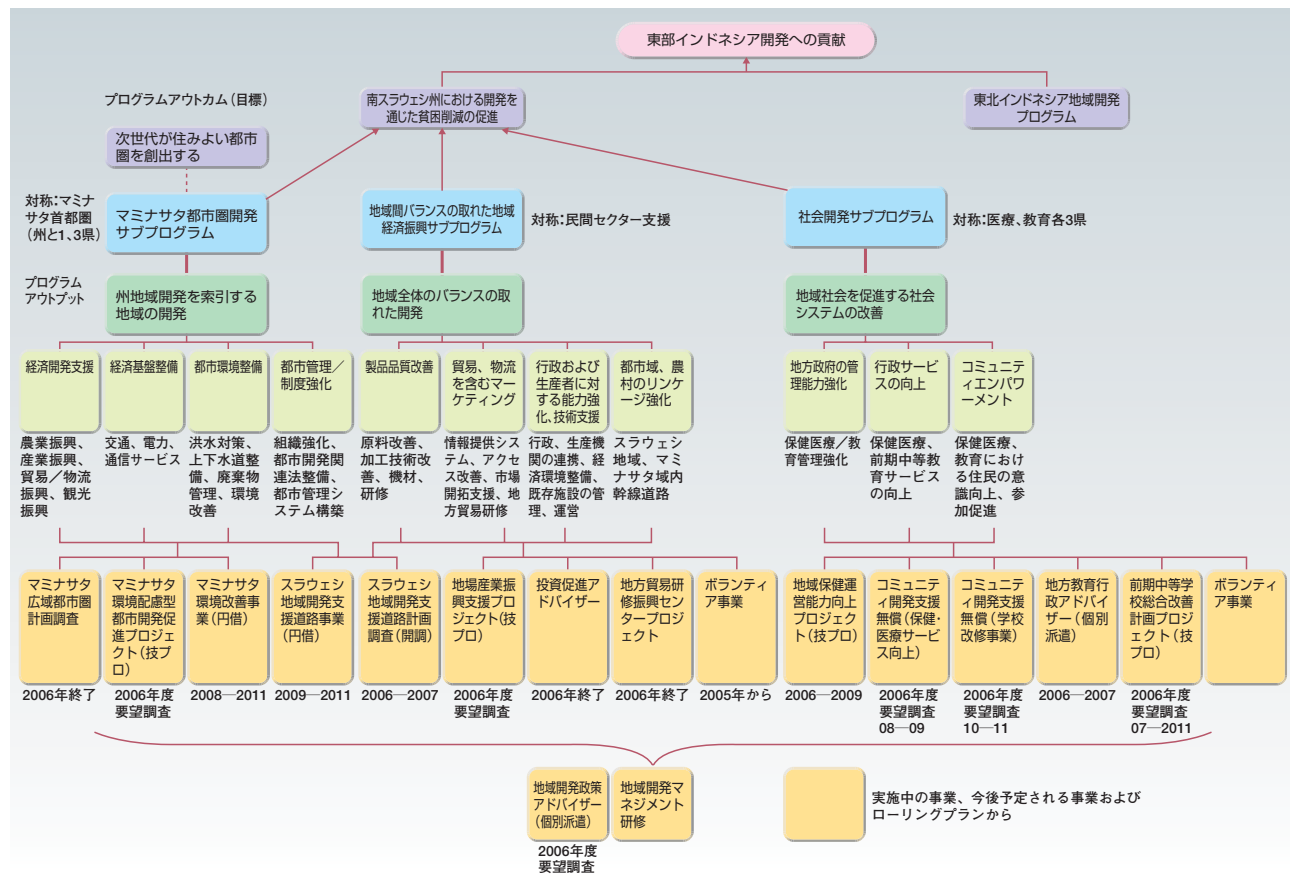 東部インドネシア開発への貢献
プログラムアウトカム(目標)
南スラウェシ州における開発を
通じた貧困削減の促進
東北インドネシア地域開発
プログラム
次世代が住みよい都市
圏を創出する
対称:マミナ
サタ首都圏
(州と1、3県)
マミナサタ都市圏開発
サブプログラム
地域間バランスの取れた地域
経済振興サブプログラム
対称:民間セクター支援
社会開発サブプログラム
対称:医療、教育各3県
プログラム
アウトプット
州地域開発を索引する
地域の開発
地域全体のバランスの取
れた開発
地域社会を促進する社会
システムの改善
経済開発支援
経済基盤整備
都市環境整備
都市管理/
制度強化
製品品質改善
貿易、物流
を含むマー
ケティング
行政および
生産者に対
する能力強
化、技術支援
都市域、農
村のリンケ
ージ強化
地方政府の管
理能力強化
行政サービ
スの向上
コミュニテ
ィエンパワ
ーメント
農業振興、
産業振興、
貿易/物流
振興、観光
振興
交通、電力、
通信サービス
洪水対策、
上下水道整
備、廃棄物
管理、環境
改善
組織強化、
都市開発関
連法整備、
都市管理シ
ステム構築
原料改善、
加工技術改
善、機材、
研修
情報提供シス
テム、アクセ
ス改善、市場
開拓支援、地
方貿易研修
行政、生産機
関の連携、経
済環境整備、
既存施設の管
理、運営
スラウェシ
地域、マミ
ナサタ域内
幹線道路
保健医療/教
育管理強化
保健医療、
前期中等教
育サービス
の向上
保健医療、
教育におけ
る住民の意
識向上、参
加促進
マミナサタ
広域都市圏
計画調査
マミナサタ
環境配慮型
都市開発促
進プロジェ
クト(技プ
ロ)
マミナサタ
環境改善事
業(円借)
スラウェシ
地域開発支
援道路事業
(円借)
スラウェシ
地域開発支
援道路計画
調査(開調)
地場産業振
興支援プロ
ジェクト(技
プロ)
投資促進ア
ドバイザー
地方貿易研
修振興セン
タープロジ
ェクト
ボランティ
ア事業
地域保健運
営能力向上
プロジェク
ト(技プロ)
コミュニテ
ィ開発支援
無償(保健・
医療サービ
ス向上)
コミュニテ
ィ開発支援
無償(学校
改修事業)
地方教育行
政アドバイ
ザー(個別
派遣)
前期中等学
校総合改善
計画プロジ
ェクト(技
プロ)
ボランティ
ア事業
2006年終了
2006年度
要望調査
2008―2011
2009―2011
2006―2007
2006年度
要望調査
2006年終了
2006年終了
2005年から
2006―2009
2006年度
要望調査
08―09
2006年度
要望調査
10―11
2006―2007
2006年度
要望調査
07―2011
地域開発政策
アドバイザー
(個別派遣)
地域開発マ
ネジメント
研修
実施中の事業、今後予定される事業および
ローリングプランから
2006年度
要望調査